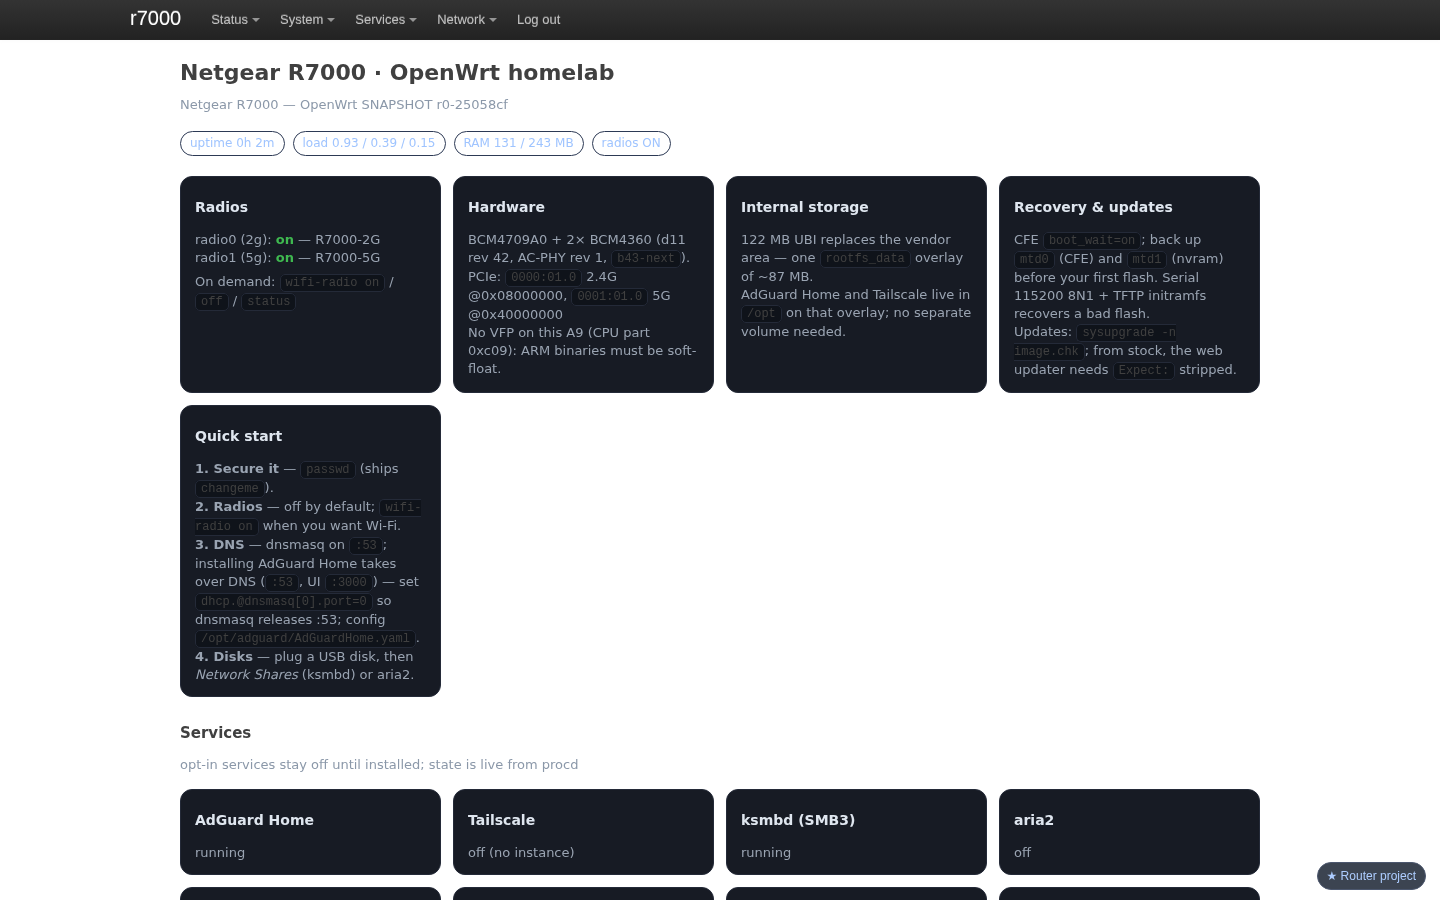 r7000 Status System Services Network Log out
Netgear R7000 · OpenWrt homelab
Netgear R7000 — OpenWrt SNAPSHOT r0-25058cf
uptime 0h 2m load 0.93 / 0.39 / 0.15 RAM 131 / 243 MB radios ON
Radios
radio0 (2g): on — R7000-2G
radio1 (5g): on — R7000-5G
On demand: wifi-radio on /
off / status
Hardware
BCM4709A0 + 2× BCM4360 (d11
rev 42, AC-PHY rev 1, b43-next).
PCIe: 0000:01.0 2.4G
@0x08000000, 0001:01.0 5G
@0x40000000
No VFP on this A9 (CPU part
0xc09): ARM binaries must be soft-
float.
Internal storage
122 MB UBI replaces the vendor
area — one rootfs_data overlay
of ~87 MB.
AdGuard Home and Tailscale live in
/opt on that overlay; no separate
volume needed.
Recovery & updates
CFE boot_wait=on; back up
mtd0 (CFE) and mtd1 (nvram)
before your first flash. Serial
115200 8N1 + TFTP initramfs
recovers a bad flash.
Updates: sysupgrade -n
image.chk; from stock, the web
updater needs Expect: stripped.
Quick start
1. Secure it — passwd (ships
changeme).
2. Radios — off by default; wifi-
radio on when you want Wi-Fi.
3. DNS — dnsmasq on :53;
installing AdGuard Home takes
over DNS (:53, UI :3000) — set
dhcp.@dnsmasq[0].port=0 so
dnsmasq releases :53; config
/opt/adguard/AdGuardHome.yaml.
4. Disks — plug a USB disk, then
Network Shares (ksmbd) or aria2.
Services
opt-in services stay off until installed; state is live from procd
AdGuard Home
running
Tailscale
off (no instance)
ksmbd (SMB3)
running
aria2
off
★ Router project